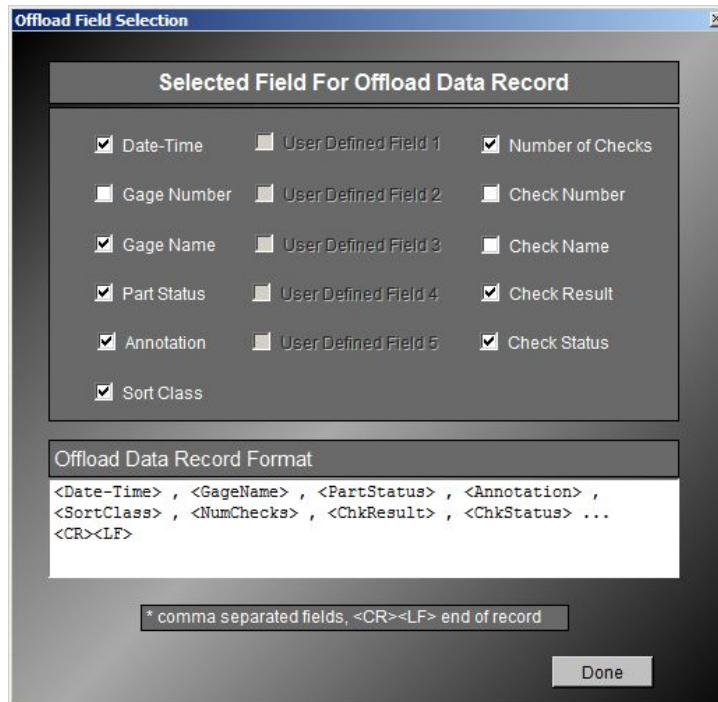 Offload Field Selection
Selected Field For Offload Data Record
Date-Time
User Defined Field 1
Number of Checks
Gage Number
User Defined Field 2
Check Number
Gage Name
User Defined Field 3
Check Name
Part Status
User Defined Field 4
Check Result
Annotation
User Defined Field 5
Check Status
Sort Class
Offload Data Record Format
<Date-Time> , <GageName> , <PartStatus> , <Annotation> ,
<SortClass> , <NumChecks> , <ChkResult> , <ChkStatus> ...
<CR><LF>
* comma separated fields, <CR><LF> end of record
Done